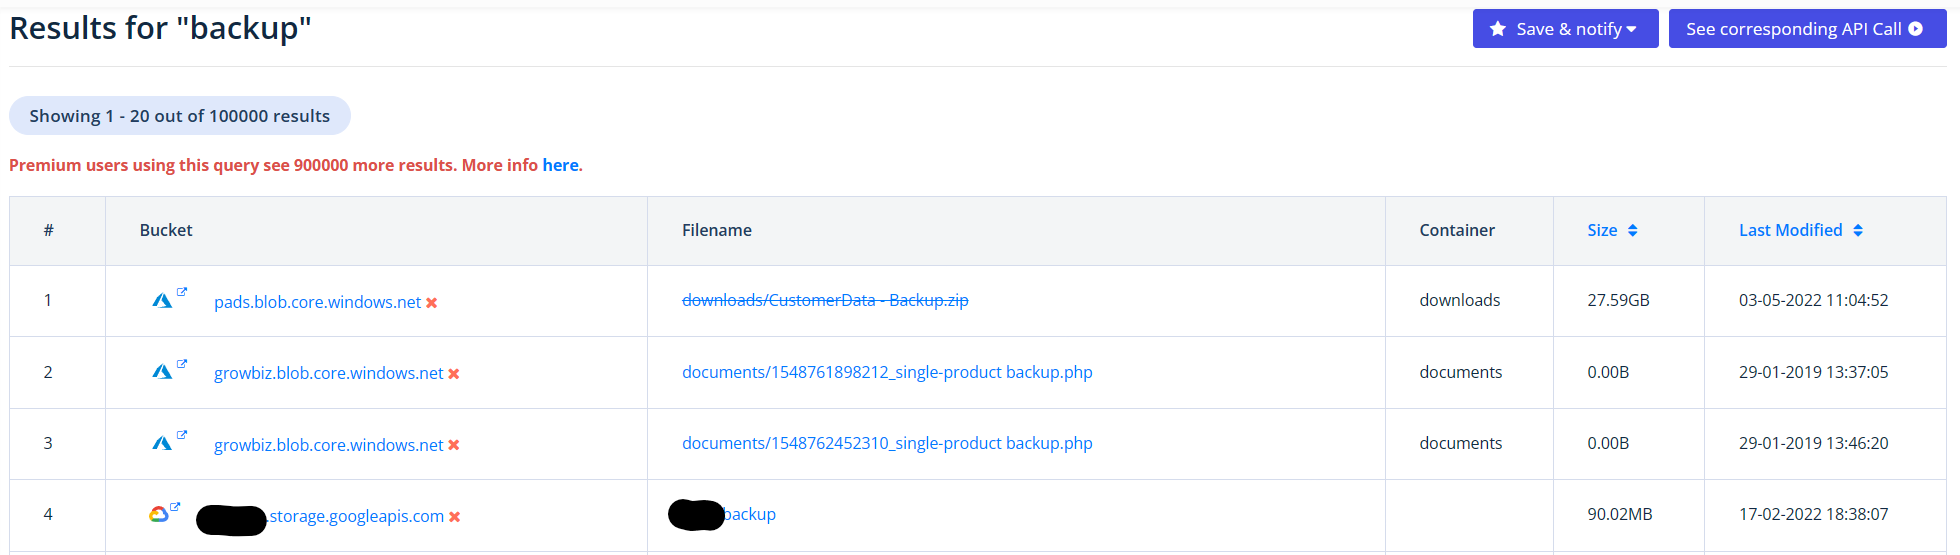 Results for "backup"
Save & notify
See corresponding API Call
Showing 1 - 20 out of 100000 results
Premium users using this query see 900000 more results. More info here.
# Bucket Filename Container Size Last Modified
1 pads.blob.core.windows.net downloads/CustomerData - Backup.zip downloads 27.59GB 03-05-2022 11:04:52
2 growbiz.blob.core.windows.net documents/1548761898212_single-product backup.php documents 0.00B 29-01-2019 13:37:05
3 growbiz.blob.core.windows.net documents/1548762452310_single-product backup.php documents 0.00B 29-01-2019 13:46:20
4 .storage.googleapis.com backup 90.02MB 17-02-2022 18:38:07